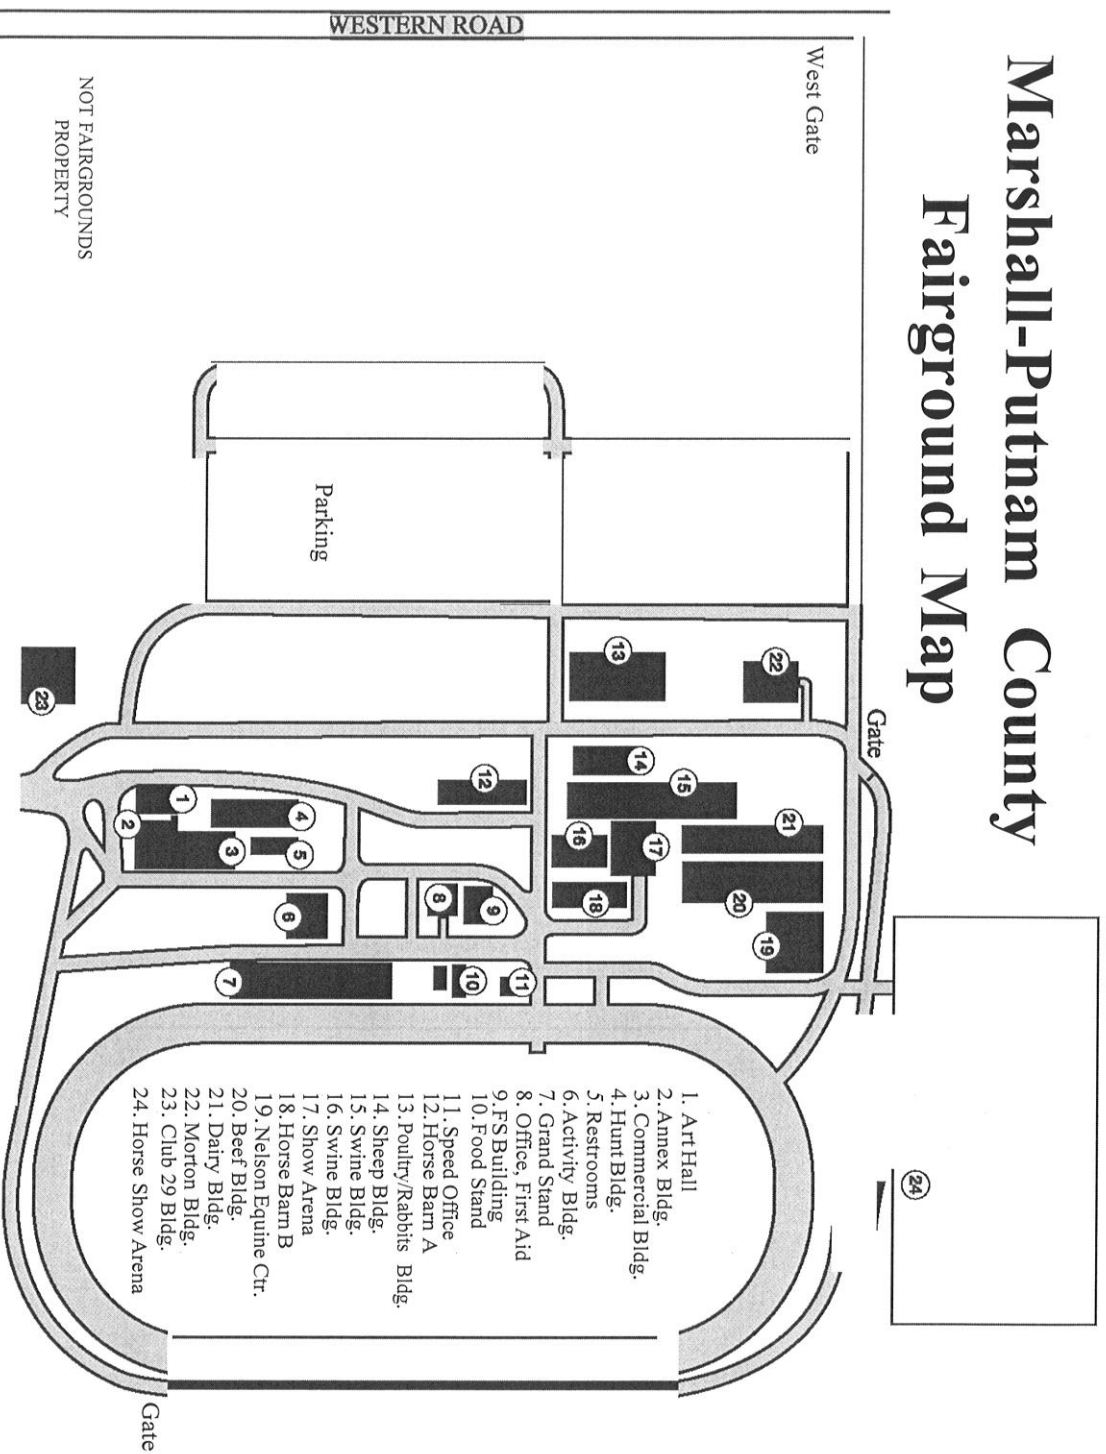 Marshall-Putnam County
Fairground Map
WESTERN ROAD
West Gate
NOT FAIRGROUNDS
PROPERTY
Parking
Gate
13
22
23
14
15
12
1
4
2
3
5
16
17
21
20
18
8
9
6
19
7
10
11
24
1. Art Hall
2. Annex Bldg.
3. Commercial Bldg.
4. Hunt Bldg.
5. Restrooms
6. Activity Bldg.
7. Grand Stand
8. Office, First Aid
9. FS Building
10. Food Stand
11. Speed Office
12. Horse Barn A
13. Poultry/Rabbits Bldg.
14. Sheep Bldg.
15. Swine Bldg.
16. Swine Bldg.
17. Show Arena
18. Horse Barn B
19. Nelson Equine Ctr.
20. Beef Bldg.
21. Dairy Bldg.
22. Morton Bldg.
23. Club 29 Bldg.
24. Horse Show Arena
Gate